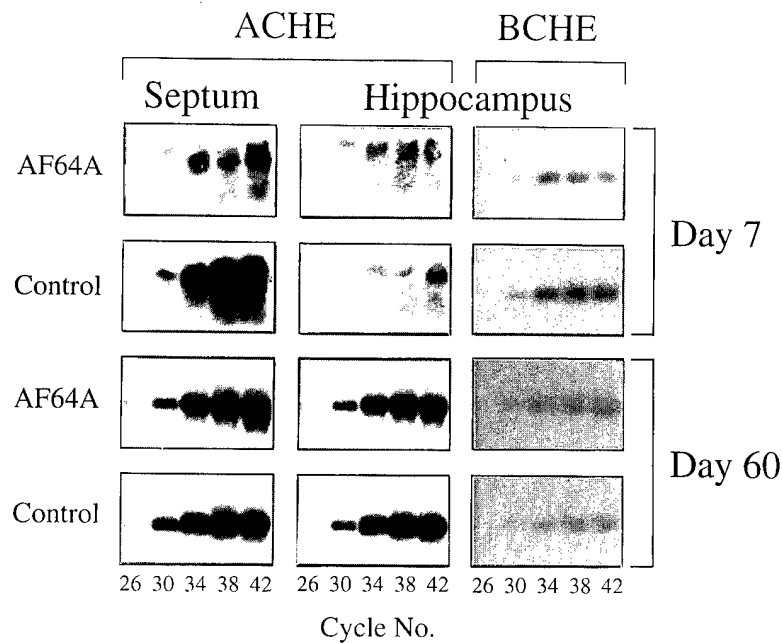 ACHE BCHE
Septum Hippocampus
AF64A
Day 7
Control
AF64A
Day 60
Control
26 30 34 38 42 26 30 34 38 42 26 30 34 38 42
Cycle No.